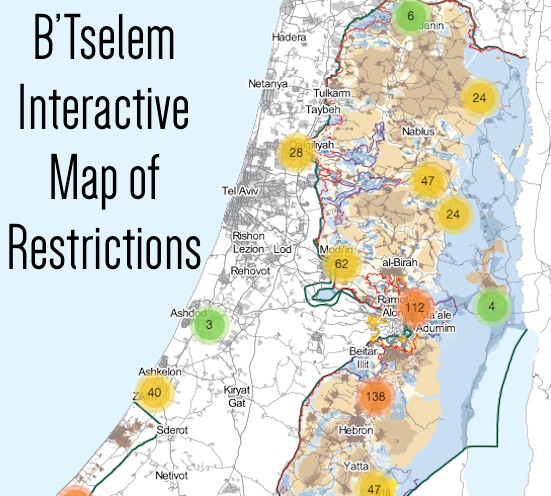 B'Tselem
Interactive
Map of
Restrictions
6
Jenin
Hadera
Netanya
24
Tulkarm
Taybeh
Nablus
28
Qalqiliyah
47
Tel Aviv
24
Rishon
Lezion
Lod
Modi'in
62
al-Birah
Rehovot
112
Ma'ale
Adumim
4
Ashdod
3
Beitar
Illit
Ashkelon
40
Kiryat
Gat
138
Sderot
Hebron
Yatta
Netivot
47
18